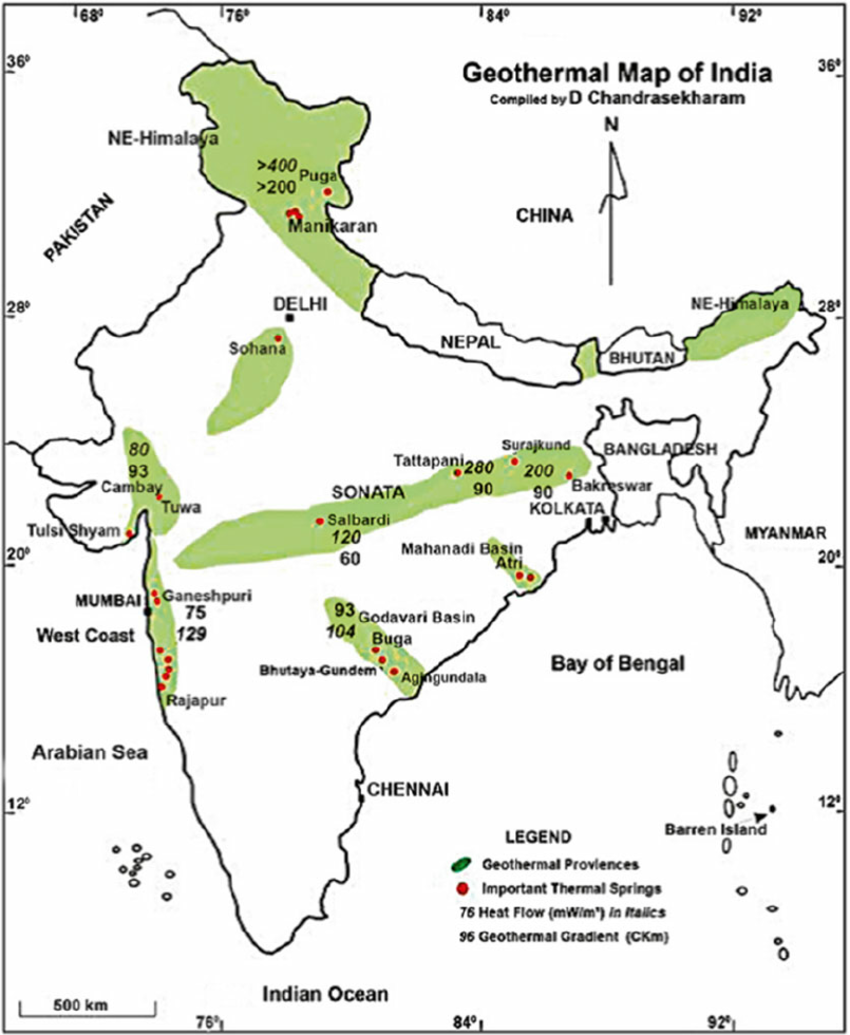 68⁰ 76⁰ 84⁰ 92⁰
36⁰ 36⁰
Geothermal Map of India
Compiled by D Chandrasekharam
N
NE-Himalaya
>400
Puga
>200
Manikaran
PAKISTAN
CHINA
DELHI
28⁰ 28⁰
NE-Himalaya
Sohana
NEPAL
BHUTAN
80
93
Cambay
Tuwa
Tulsi Shyam
SONATA
Tattapani
280
90
Surajkund
200
90
Bakreswar
BANGLADESH
KOLKATA
MYANMAR
Salbardi
120
60
20⁰ 20⁰
Mahanadi Basin
Atri
MUMBAI
Ganeshpuri
75
129
West Coast
93
104
Godavari Basin
Buga
Bhutaya-Gundem
Agnigundala
Rajapur
Bay of Bengal
Arabian Sea
CHENNAI
12⁰ 12⁰
Barren Island
LEGEND
Geothermal Proviences
Important Thermal Springs
76 Heat Flow (mW/m²) in Italics
96 Geothermal Gradient (CKm)
Indian Ocean
500 km
76⁰ 84⁰ 92⁰